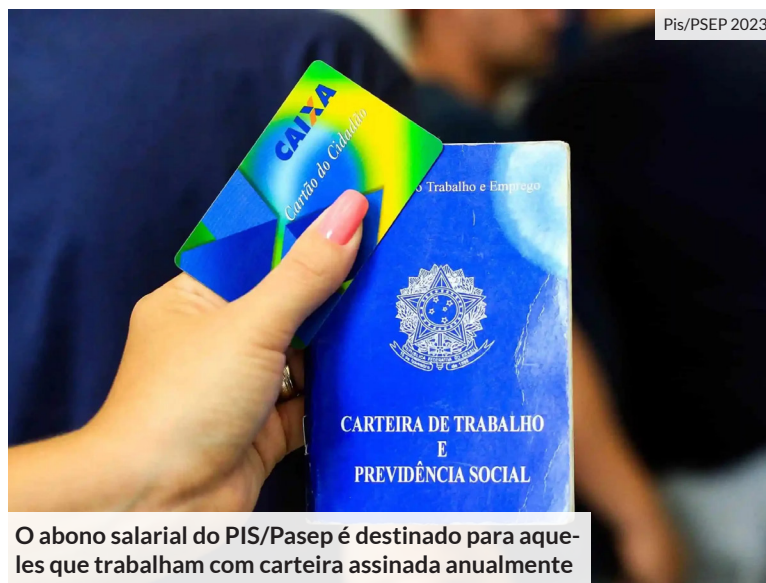 Pis/PSEP 2023
CAIXA
Cartão do Cidadão
o Trabalho e Emprego
CARTEIRA DE TRABALHO
E
PREVIDÊNCIA SOCIAL
O abono salarial do PIS/Pasep é destinado para aque-
les que trabalham com carteira assinada anualmente